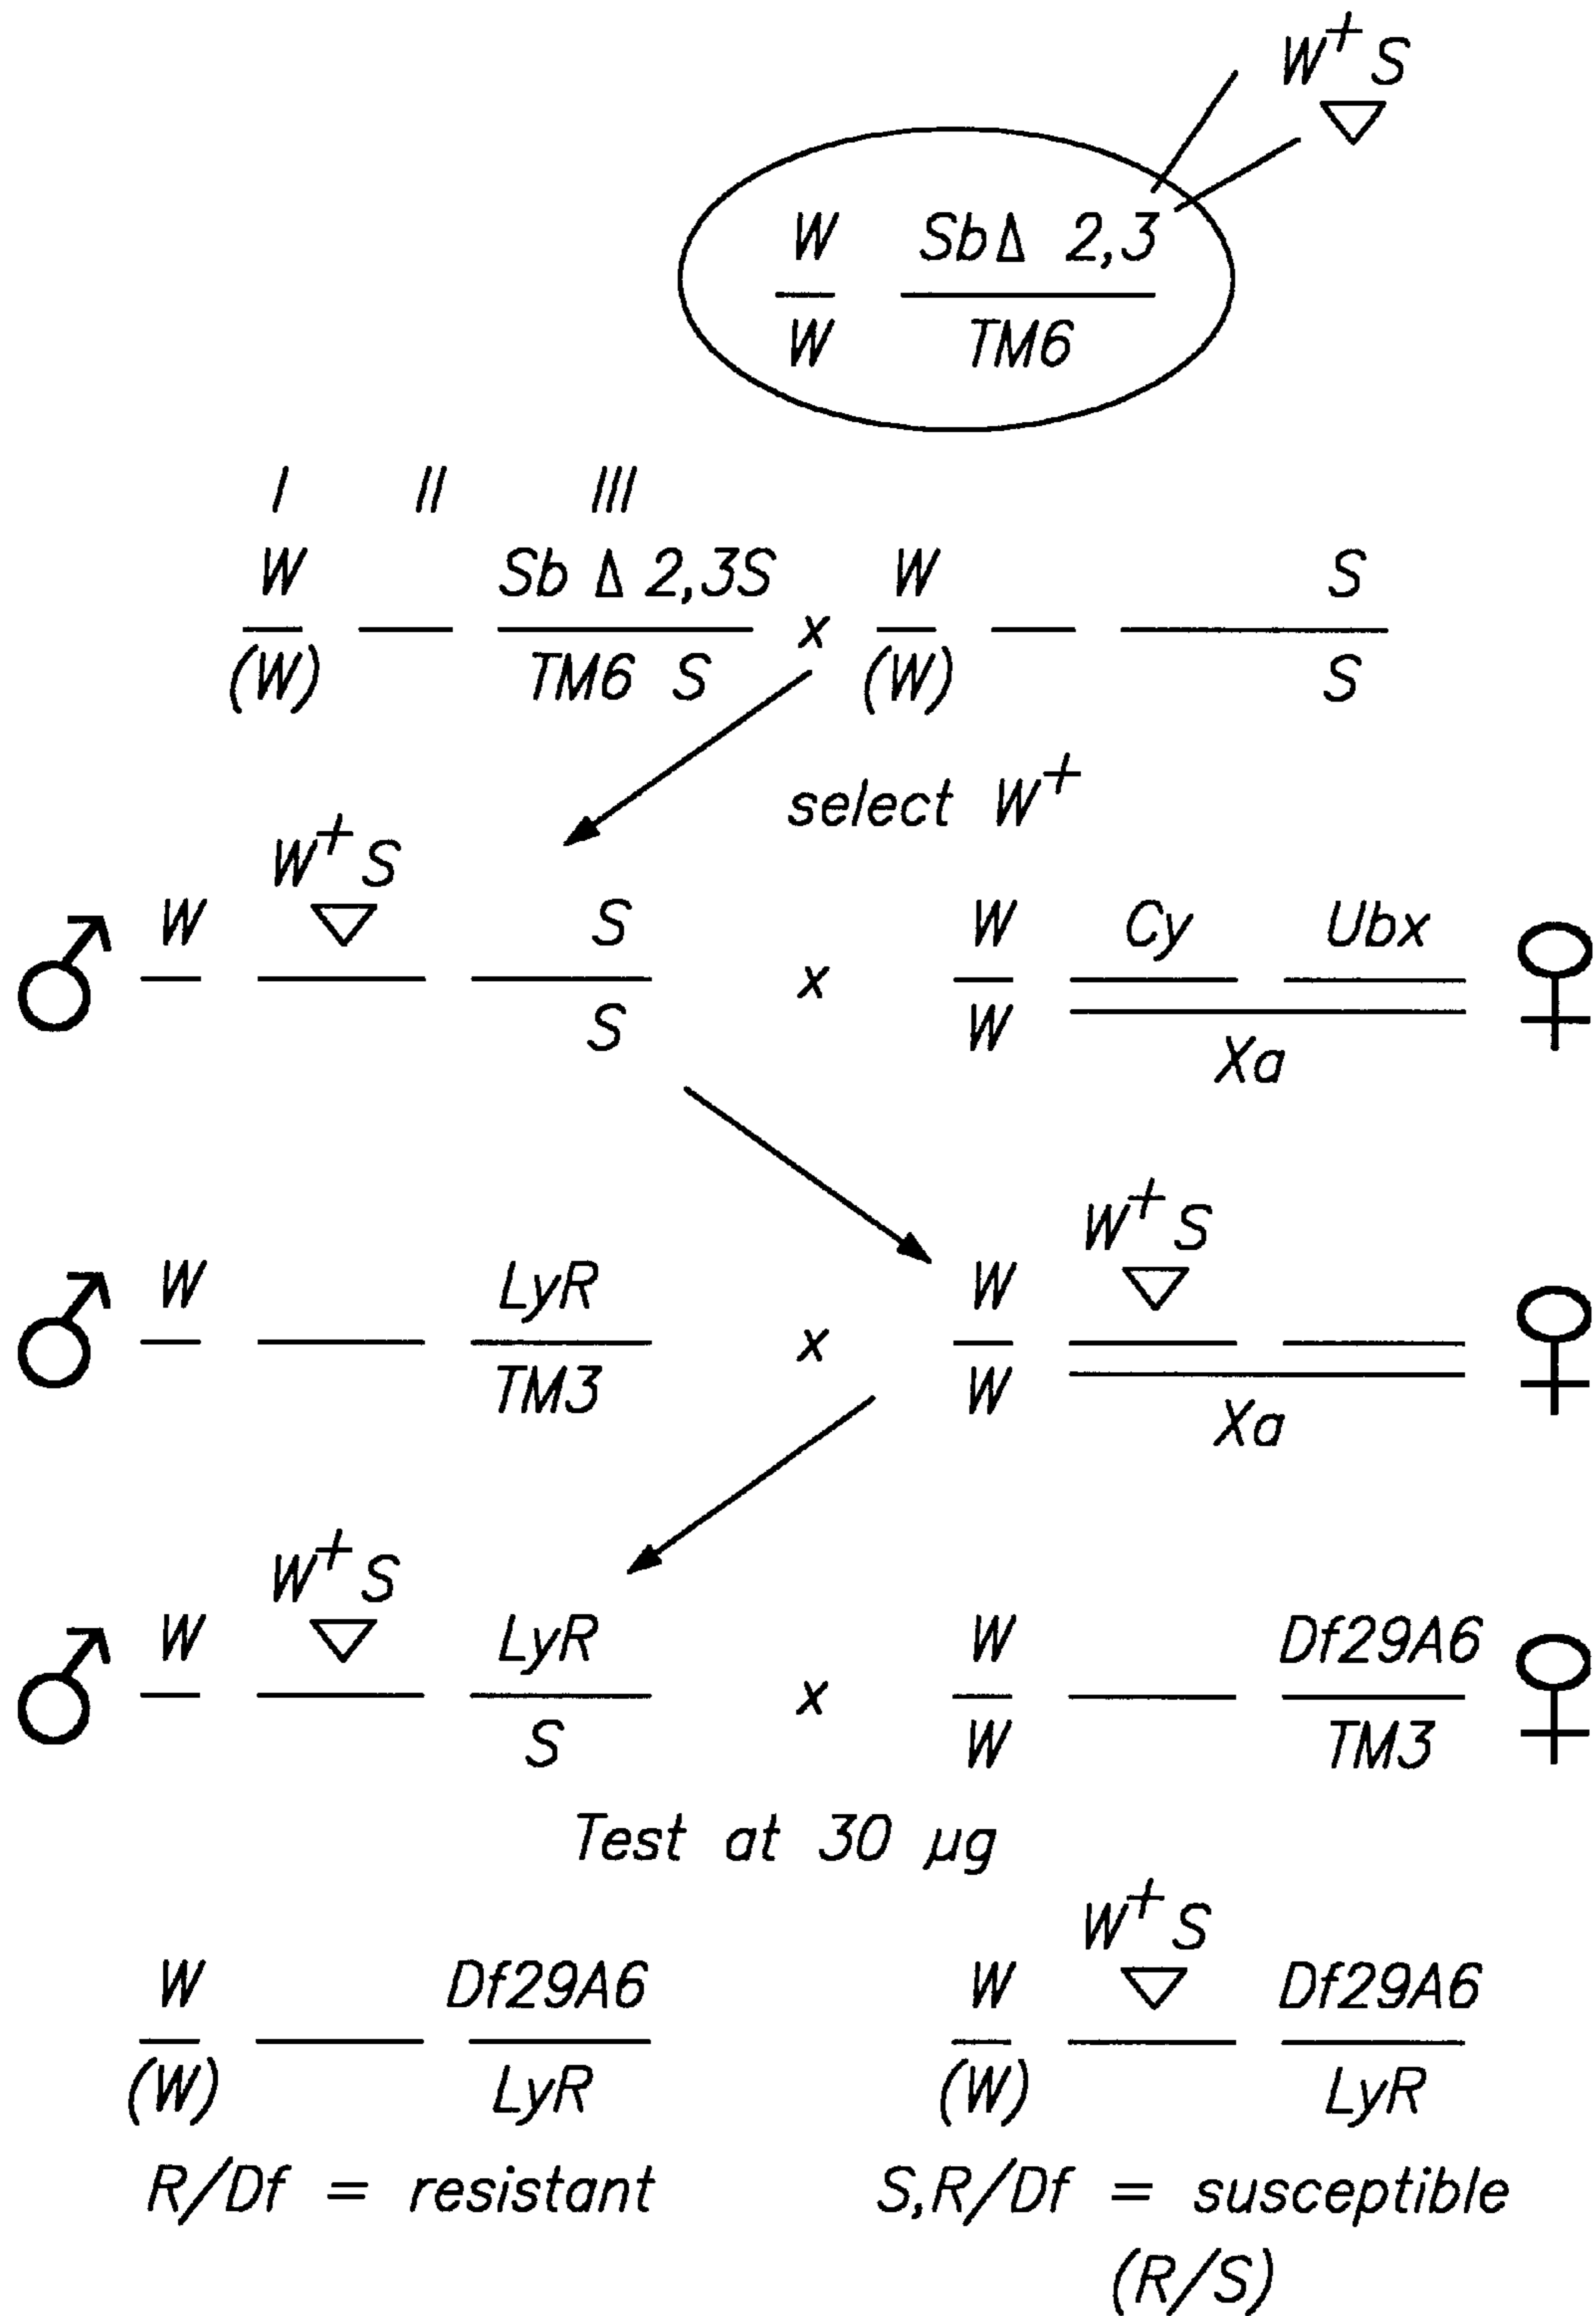 W⁺S
▽
W SbΔ 2,3
W TM6
I II III
W Sb Δ 2,3S x W S
(W) TM6 S (W) S
select W⁺
W⁺S
♂ W ▽ S x W Cy Ubx ♀
S W Xa
W⁺S
♂ W LyR x W ▽ ♀
TM3 W Xa
W⁺S
♂ W ▽ LyR x W Df29A6 ♀
S W TM3
Test at 30 μg
W⁺S
W Df29A6 W ▽ Df29A6
(W) LyR (W) LyR
R/Df = resistant S,R/Df = susceptible
(R/S)